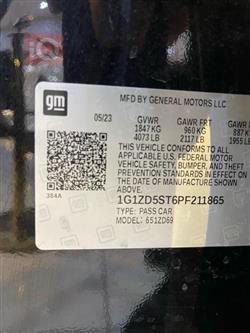 gm
MFD BY GENERAL MOTORS LLC
05/23
GVWR GAWR FRT GAWR
1847 KG 960 KG 887 KG
4073 LB 2117 LB 1955 LB
THIS VEHICLE CONFORMS TO ALL
APPLICABLE U.S. FEDERAL MOTOR
VEHICLE SAFETY, BUMPER, AND THEFT
PREVENTION STANDARDS IN EFFECT ON
THE DATE OF MANUFACTURE SHOWN ABOVE.
1G1ZD5ST6PF211865
384A
TYPE: PASS CAR
MODEL: 6S1ZD69